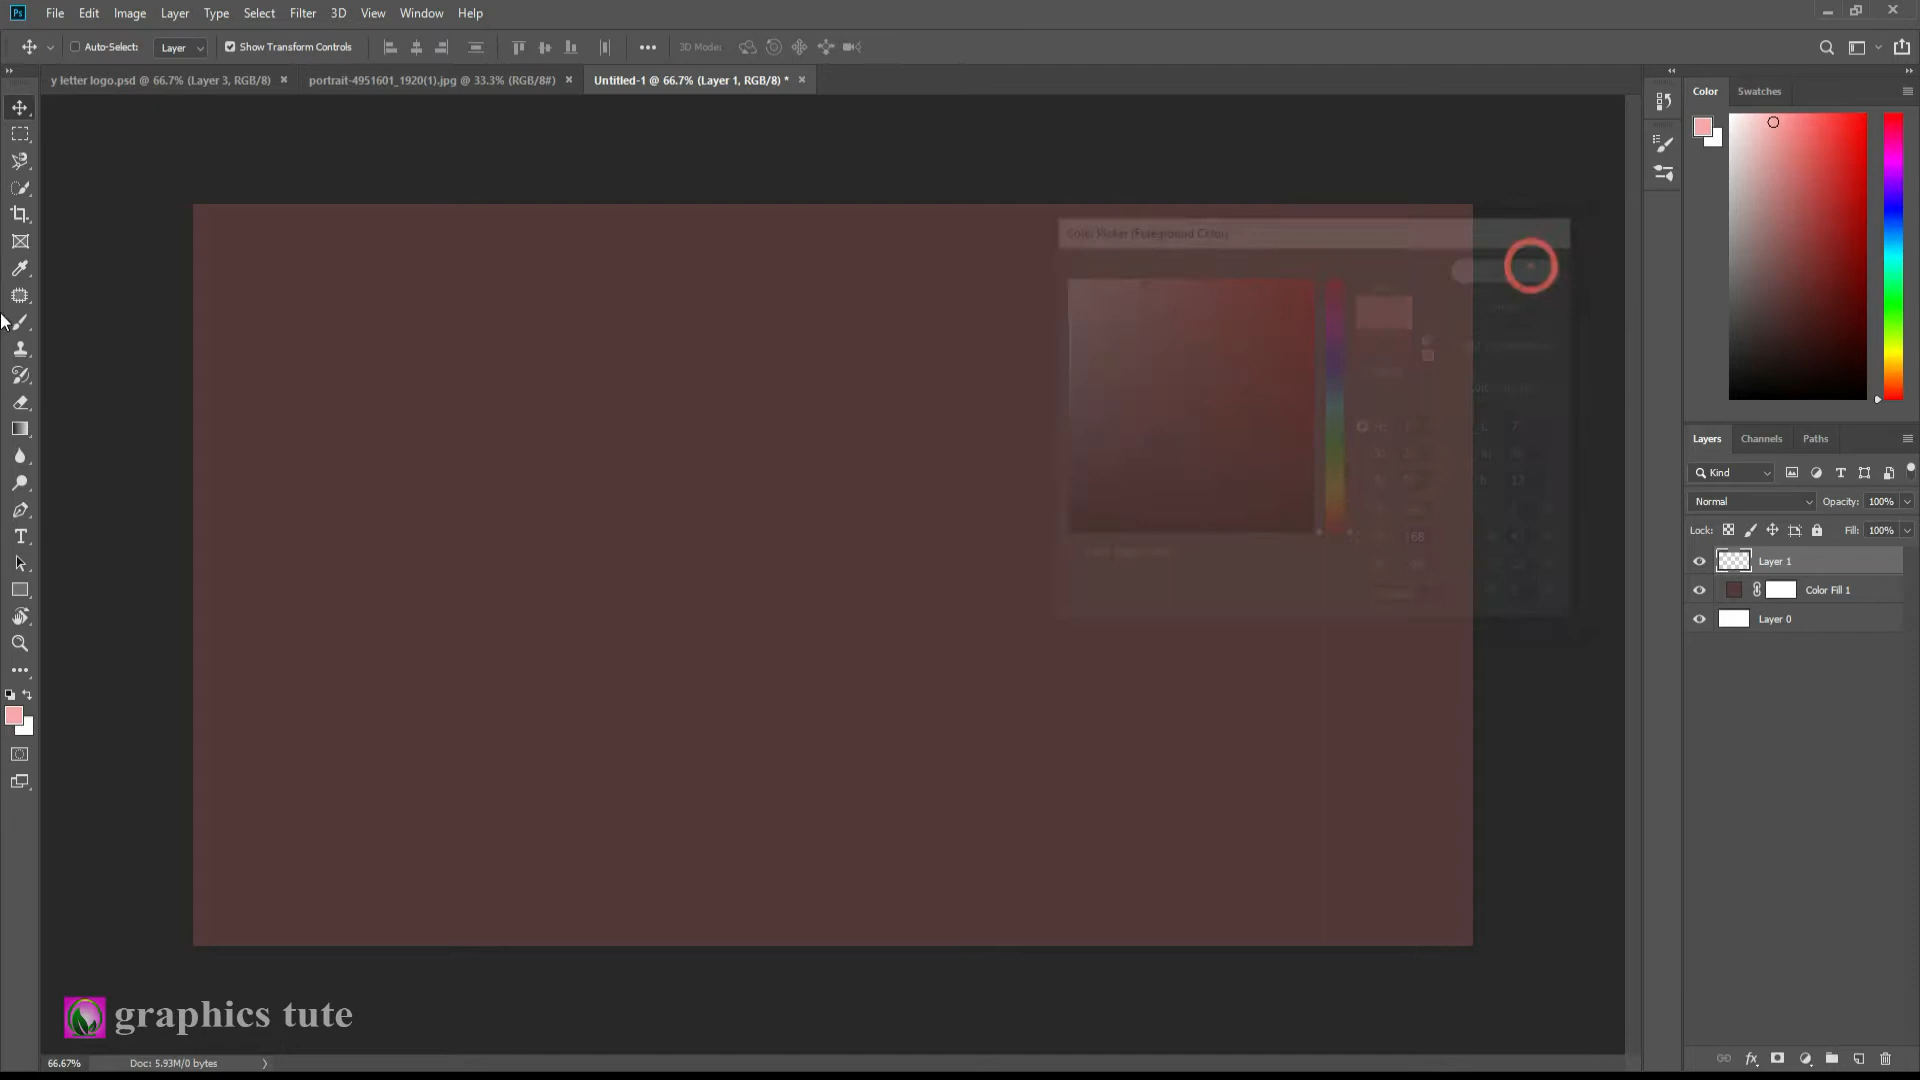 Ps File Edit Image Layer Type Select Filter 3D View Window Help
Auto-Select: Layer Show Transform Controls 3D Mode:
y letter logo.psd @ 66.7% (Layer 3, RGB/8) portrait-4951601_1920(1).jpg @ 33.3% (RGB/8#) Untitled-1 @ 66.7% (Layer 1, RGB/8) *
Color Swatches
Color Picker (Foreground Color)
Layers Channels Paths
Kind
Normal Opacity: 100%
Lock: Fill: 100%
Layer 1
Color Fill 1
Layer 0
graphics tute
66.67% Doc: 5.93M/0 bytes